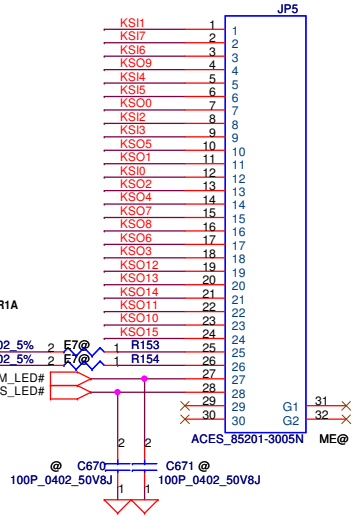 JP5
KSI1 1 1
KSI7 2 2
KSI6 3 3
KSO9 4 4
KSI4 5 5
KSI5 6 6
KSO0 7 7
KSI2 8 8
KSI3 9 9
KSO5 10 10
KSO1 11 11
KSI0 12 12
KSO2 13 13
KSO4 14 14
KSO7 15 15
KSO8 16 16
KSO6 17 17
KSO3 18 18
KSO12 19 19
KSO13 20 20
KSO14 21 21
KSO11 22 22
KSO10 23 23
KSO15 24 24
R1A
02_5% 2 E7@ 1 R153 25 25
02_5% 2 E7@ 1 R154 26 26
M_LED# 27 27
S_LED# 28 28
29 29 G1 31
30 30 G2 32
ACES_85201-3005N ME@
2 2
@ C670 C671 @
100P_0402_50V8J 100P_0402_50V8J
1 1